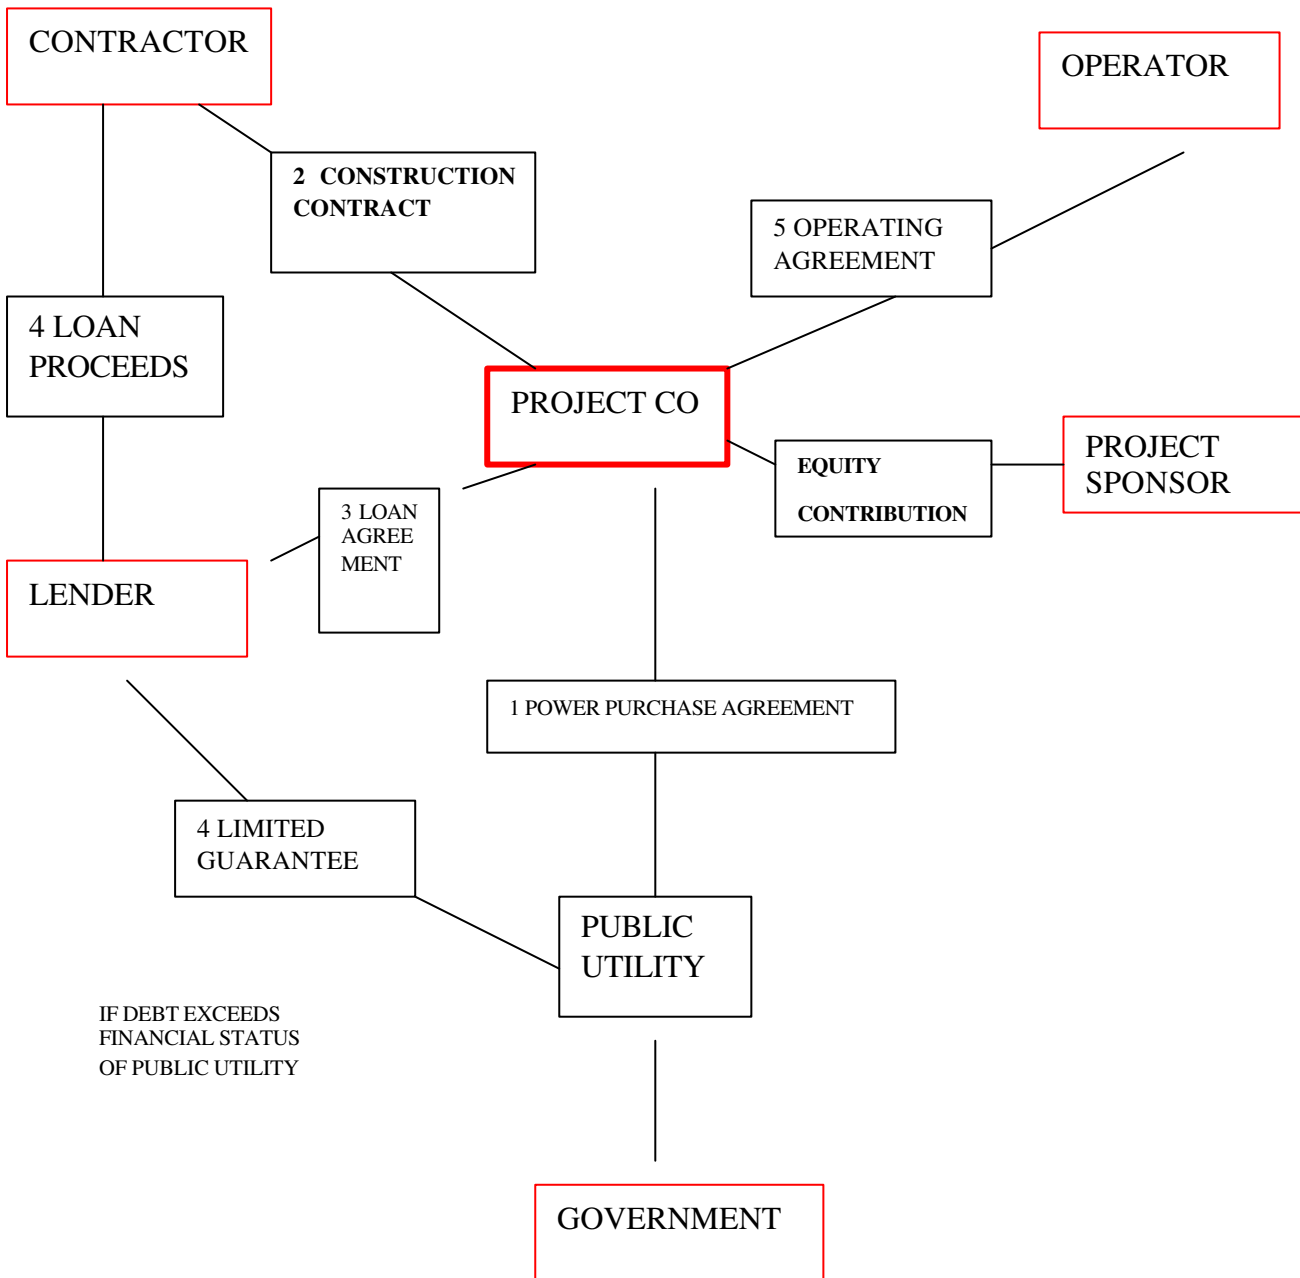 CONTRACTOR
OPERATOR
2 CONSTRUCTION
CONTRACT
5 OPERATING
AGREEMENT
4 LOAN
PROCEEDS
PROJECT CO
EQUITY
CONTRIBUTION
PROJECT
SPONSOR
3 LOAN
AGREE
MENT
LENDER
1 POWER PURCHASE AGREEMENT
4 LIMITED
GUARANTEE
PUBLIC
UTILITY
IF DEBT EXCEEDS
FINANCIAL STATUS
OF PUBLIC UTILITY
GOVERNMENT